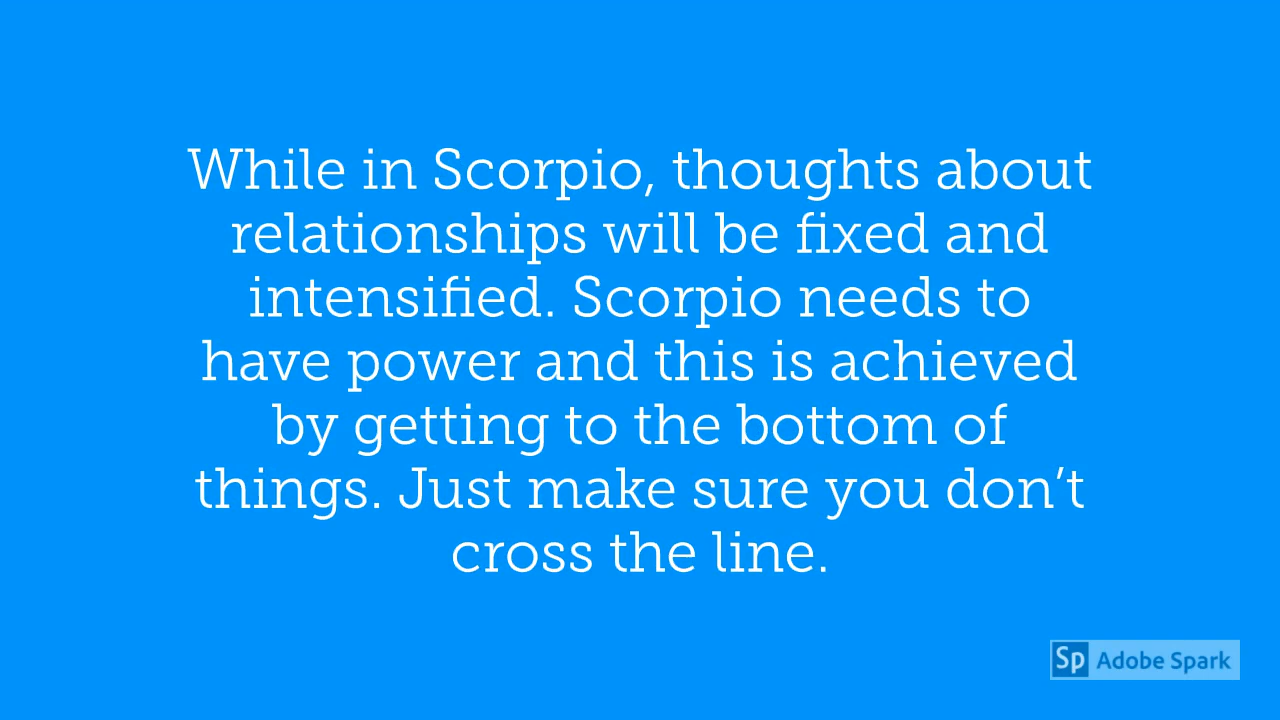 While in Scorpio, thoughts about
relationships will be fixed and
intensified. Scorpio needs to
have power and this is achieved
by getting to the bottom of
things. Just make sure you don’t
cross the line.
Sp Adobe Spark